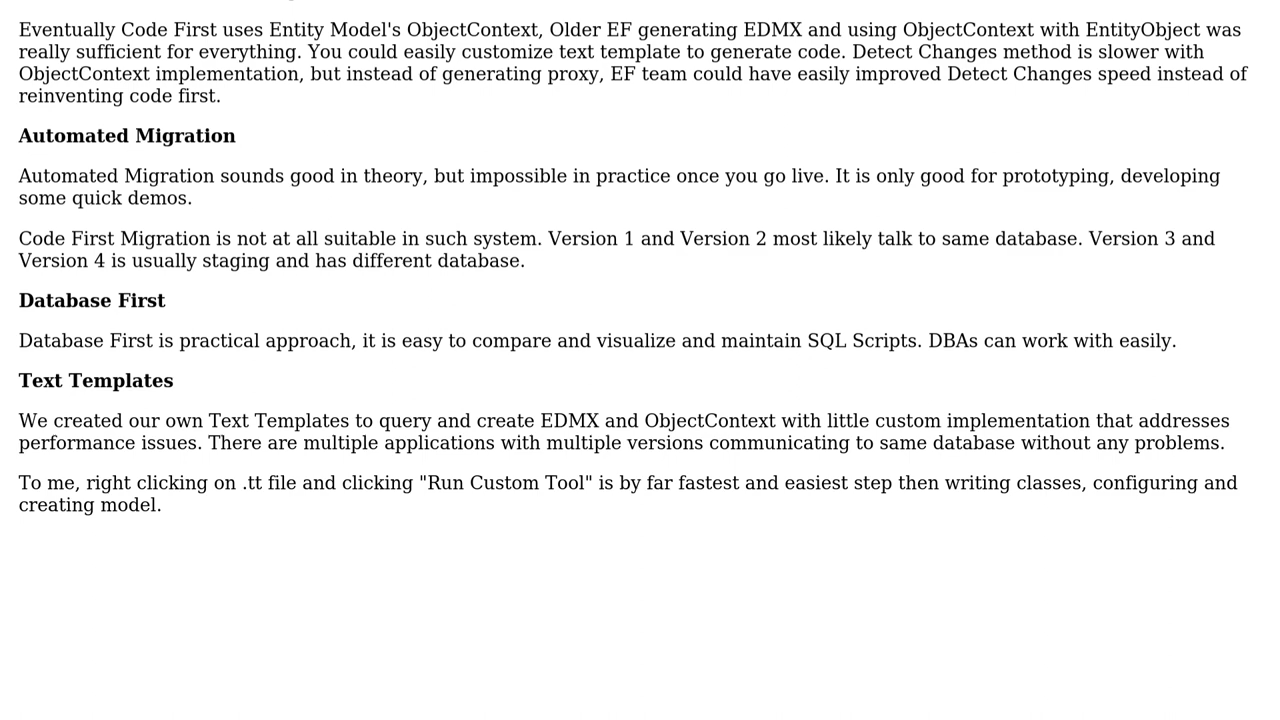 Eventually Code First uses Entity Model's ObjectContext, Older EF generating EDMX and using ObjectContext with EntityObject was
really sufficient for everything. You could easily customize text template to generate code. Detect Changes method is slower with
ObjectContext implementation, but instead of generating proxy, EF team could have easily improved Detect Changes speed instead of
reinventing code first.
Automated Migration
Automated Migration sounds good in theory, but impossible in practice once you go live. It is only good for prototyping, developing
some quick demos.
Code First Migration is not at all suitable in such system. Version 1 and Version 2 most likely talk to same database. Version 3 and
Version 4 is usually staging and has different database.
Database First
Database First is practical approach, it is easy to compare and visualize and maintain SQL Scripts. DBAs can work with easily.
Text Templates
We created our own Text Templates to query and create EDMX and ObjectContext with little custom implementation that addresses
performance issues. There are multiple applications with multiple versions communicating to same database without any problems.
To me, right clicking on .tt file and clicking "Run Custom Tool" is by far fastest and easiest step then writing classes, configuring and
creating model.